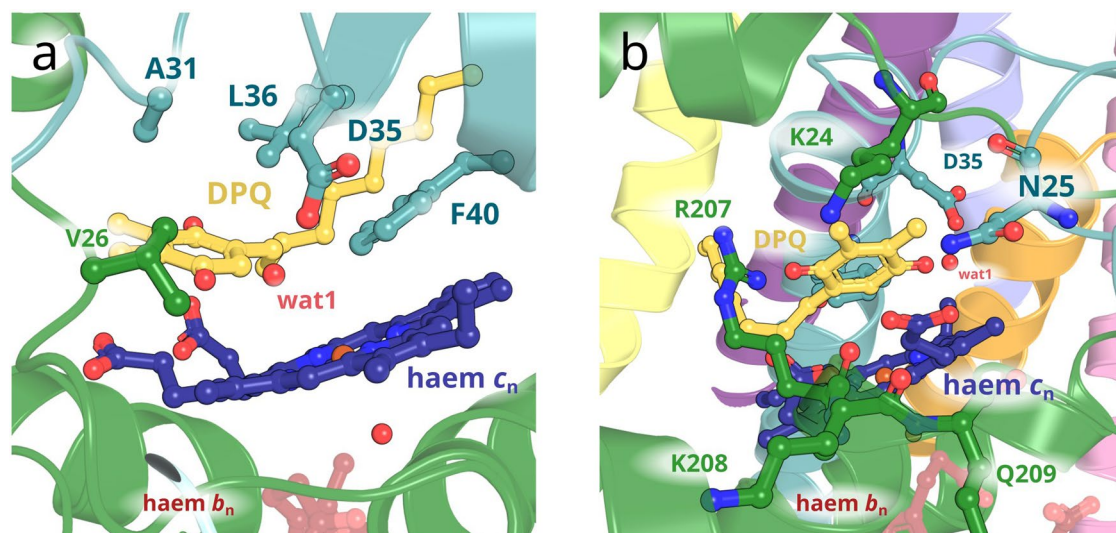 a
A31
L36
D35
DPQ
F40
V26
wat1
haem cn
haem bn
b
K24
D35
N25
R207
DPQ
wat1
haem cn
K208
Q209
haem bn